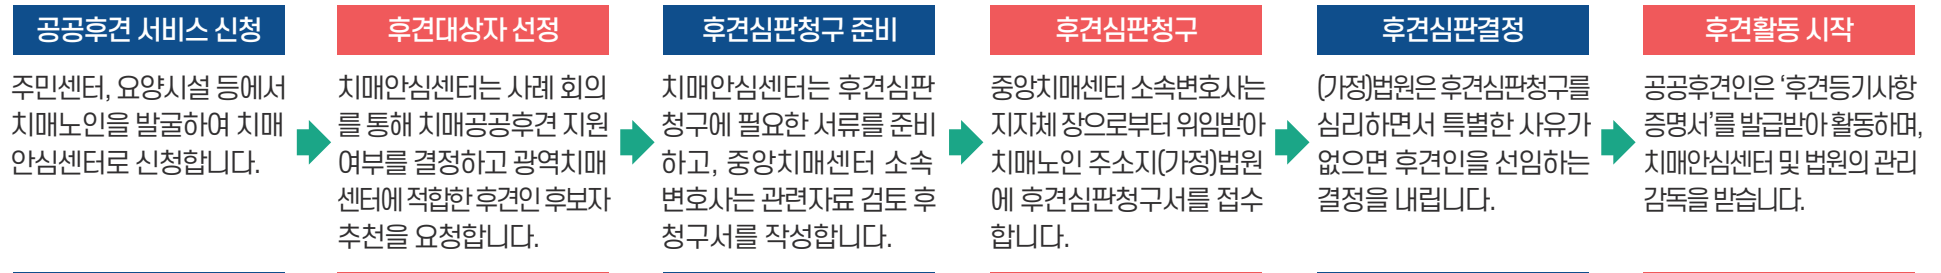 공공후견 서비스 신청
주민센터, 요양시설 등에서
치매노인을 발굴하여 치매
안심센터로 신청합니다.
후견대상자 선정
치매안심센터는 사례 회의
를 통해 치매공공후견 지원
여부를 결정하고 광역치매
센터에 적합한 후견인 후보자
추천을 요청합니다.
후견심판청구 준비
치매안심센터는 후견심판
청구에 필요한 서류를 준비
하고, 중앙치매센터 소속
변호사는 관련자료 검토 후
청구서를 작성합니다.
후견심판청구
중앙치매센터 소속변호사는
지자체 장으로부터 위임받아
치매노인 주소지(가정)법원
에 후견심판청구서를 접수
합니다.
후견심판결정
(가정)법원은 후견심판청구를
심리하면서 특별한 사유가
없으면 후견인을 선임하는
결정을 내립니다.
후견활동 시작
공공후견인은 ‘후견등기사항
증명서’를 발급받아 활동하며,
치매안심센터 및 법원의 관리
감독을 받습니다.